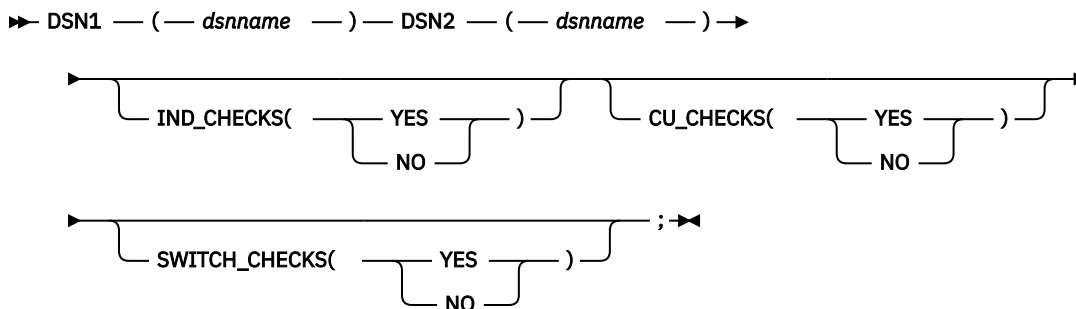 DSN1 ( dsnname ) DSN2 ( dsnname )
IND_CHECKS( YES ) CU_CHECKS( YES )
NO NO
;
SWITCH_CHECKS( YES )
NO